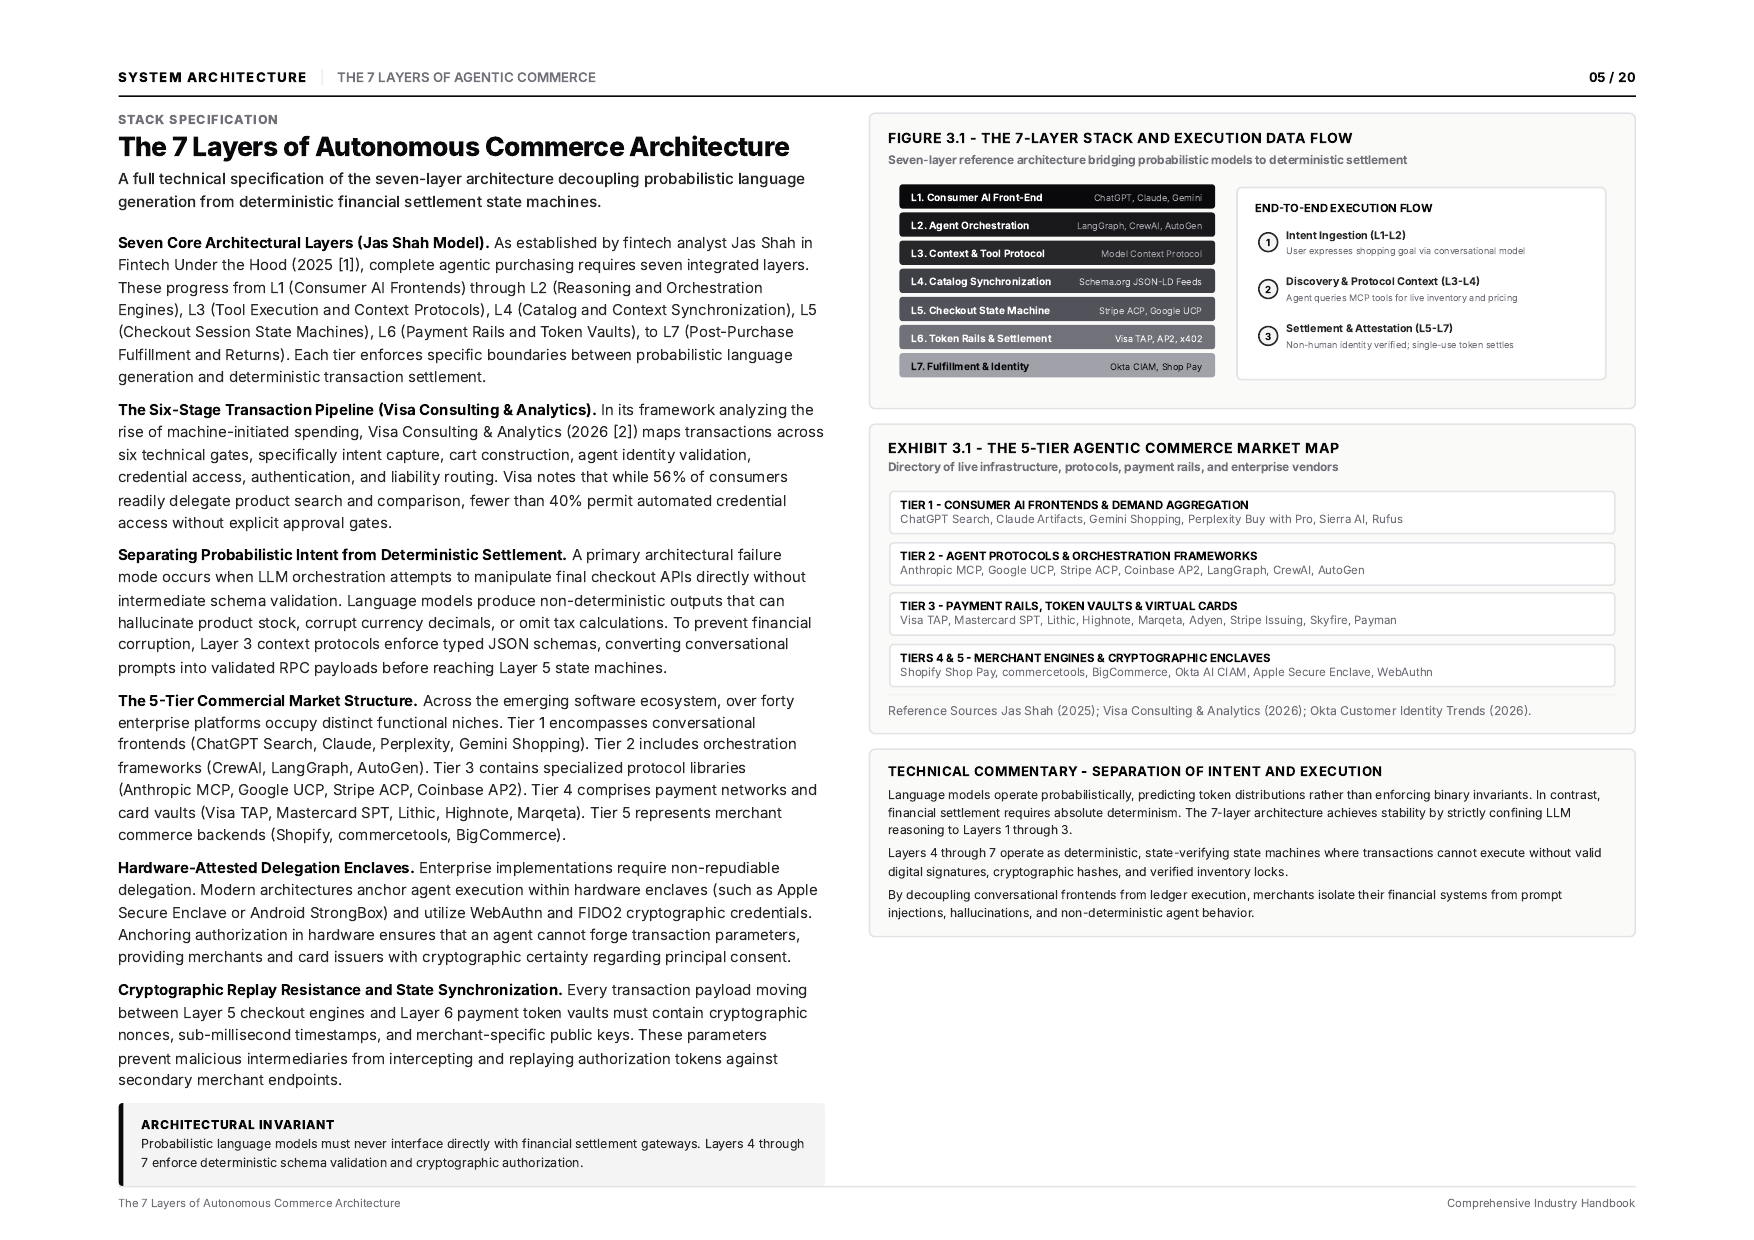 SYSTEM ARCHITECTURE THE 7 LAYERS OF AGENTIC COMMERCE 05 / 20
STACK SPECIFICATION
The 7 Layers of Autonomous Commerce Architecture
A full technical specification of the seven-layer architecture decoupling probabilistic language
generation from deterministic financial settlement state machines.
Seven Core Architectural Layers (Jas Shah Model). As established by fintech analyst Jas Shah in
Fintech Under the Hood (2025 [1]), complete agentic purchasing requires seven integrated layers.
These progress from L1 (Consumer AI Frontends) through L2 (Reasoning and Orchestration
Engines), L3 (Tool Execution and Context Protocols), L4 (Catalog and Context Synchronization), L5
(Checkout Session State Machines), L6 (Payment Rails and Token Vaults), to L7 (Post-Purchase
Fulfillment and Returns). Each tier enforces specific boundaries between probabilistic language
generation and deterministic transaction settlement.
The Six-Stage Transaction Pipeline (Visa Consulting & Analytics). In its framework analyzing the
rise of machine-initiated spending, Visa Consulting & Analytics (2026 [2]) maps transactions across
six technical gates, specifically intent capture, cart construction, agent identity validation,
credential access, authentication, and liability routing. Visa notes that while 56% of consumers
readily delegate product search and comparison, fewer than 40% permit automated credential
access without explicit approval gates.
Separating Probabilistic Intent from Deterministic Settlement. A primary architectural failure
mode occurs when LLM orchestration attempts to manipulate final checkout APIs directly without
intermediate schema validation. Language models produce non-deterministic outputs that can
hallucinate product stock, corrupt currency decimals, or omit tax calculations. To prevent financial
corruption, Layer 3 context protocols enforce typed JSON schemas, converting conversational
prompts into validated RPC payloads before reaching Layer 5 state machines.
The 5-Tier Commercial Market Structure. Across the emerging software ecosystem, over forty
enterprise platforms occupy distinct functional niches. Tier 1 encompasses conversational
frontends (ChatGPT Search, Claude, Perplexity, Gemini Shopping). Tier 2 includes orchestration
frameworks (CrewAI, LangGraph, AutoGen). Tier 3 contains specialized protocol libraries
(Anthropic MCP, Google UCP, Stripe ACP, Coinbase AP2). Tier 4 comprises payment networks and
card vaults (Visa TAP, Mastercard SPT, Lithic, Highnote, Marqeta). Tier 5 represents merchant
commerce backends (Shopify, commercetools, BigCommerce).
Hardware-Attested Delegation Enclaves. Enterprise implementations require non-repudiable
delegation. Modern architectures anchor agent execution within hardware enclaves (such as Apple
Secure Enclave or Android StrongBox) and utilize WebAuthn and FIDO2 cryptographic credentials.
Anchoring authorization in hardware ensures that an agent cannot forge transaction parameters,
providing merchants and card issuers with cryptographic certainty regarding principal consent.
Cryptographic Replay Resistance and State Synchronization. Every transaction payload moving
between Layer 5 checkout engines and Layer 6 payment token vaults must contain cryptographic
nonces, sub-millisecond timestamps, and merchant-specific public keys. These parameters
prevent malicious intermediaries from intercepting and replaying authorization tokens against
secondary merchant endpoints.
ARCHITECTURAL INVARIANT
Probabilistic language models must never interface directly with financial settlement gateways. Layers 4 through
7 enforce deterministic schema validation and cryptographic authorization.
FIGURE 3.1 - THE 7-LAYER STACK AND EXECUTION DATA FLOW
Seven-layer reference architecture bridging probabilistic models to deterministic settlement
L1. Consumer AI Front-End ChatGPT, Claude, Gemini
L2. Agent Orchestration LangGraph, CrewAI, AutoGen
L3. Context & Tool Protocol Model Context Protocol
L4. Catalog Synchronization Schema.org JSON-LD Feeds
L5. Checkout State Machine Stripe ACP, Google UCP
L6. Token Rails & Settlement Visa TAP, AP2, x402
L7. Fulfillment & Identity Okta CIAM, Shop Pay
END-TO-END EXECUTION FLOW
1 Intent Ingestion (L1-L2)
User expresses shopping goal via conversational model
2 Discovery & Protocol Context (L3-L4)
Agent queries MCP tools for live inventory and pricing
3 Settlement & Attestation (L5-L7)
Non-human identity verified; single-use token settles
EXHIBIT 3.1 - THE 5-TIER AGENTIC COMMERCE MARKET MAP
Directory of live infrastructure, protocols, payment rails, and enterprise vendors
TIER 1 - CONSUMER AI FRONTENDS & DEMAND AGGREGATION
ChatGPT Search, Claude Artifacts, Gemini Shopping, Perplexity Buy with Pro, Sierra AI, Rufus
TIER 2 - AGENT PROTOCOLS & ORCHESTRATION FRAMEWORKS
Anthropic MCP, Google UCP, Stripe ACP, Coinbase AP2, LangGraph, CrewAI, AutoGen
TIER 3 - PAYMENT RAILS, TOKEN VAULTS & VIRTUAL CARDS
Visa TAP, Mastercard SPT, Lithic, Highnote, Marqeta, Adyen, Stripe Issuing, Skyfire, Payman
TIERS 4 & 5 - MERCHANT ENGINES & CRYPTOGRAPHIC ENCLAVES
Shopify Shop Pay, commercetools, BigCommerce, Okta AI CIAM, Apple Secure Enclave, WebAuthn
Reference Sources Jas Shah (2025); Visa Consulting & Analytics (2026); Okta Customer Identity Trends (2026).
TECHNICAL COMMENTARY - SEPARATION OF INTENT AND EXECUTION
Language models operate probabilistically, predicting token distributions rather than enforcing binary invariants. In contrast,
financial settlement requires absolute determinism. The 7-layer architecture achieves stability by strictly confining LLM
reasoning to Layers 1 through 3.
Layers 4 through 7 operate as deterministic, state-verifying state machines where transactions cannot execute without valid
digital signatures, cryptographic hashes, and verified inventory locks.
By decoupling conversational frontends from ledger execution, merchants isolate their financial systems from prompt
injections, hallucinations, and non-deterministic agent behavior.
The 7 Layers of Autonomous Commerce Architecture Comprehensive Industry Handbook